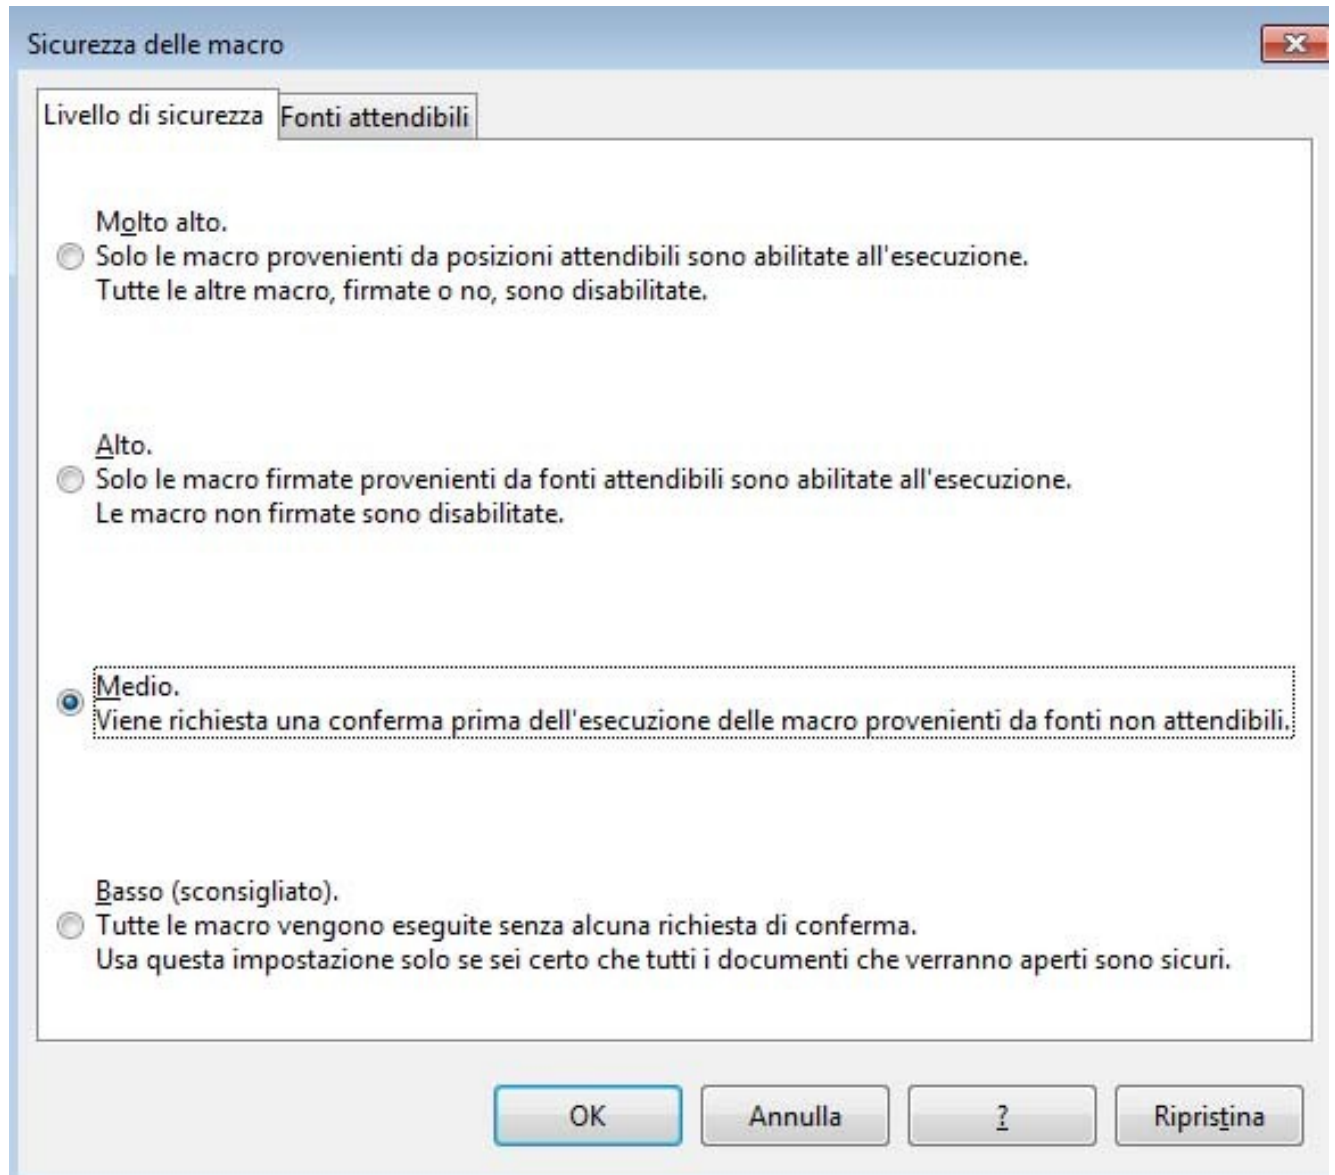 Sicurezza delle macro
Livello di sicurezza
Fonti attendibili
Molto alto.
Solo le macro provenienti da posizioni attendibili sono abilitate all'esecuzione.
Tutte le altre macro, firmate o no, sono disabilitate.
Alto.
Solo le macro firmate provenienti da fonti attendibili sono abilitate all'esecuzione.
Le macro non firmate sono disabilitate.
Medio.
Viene richiesta una conferma prima dell'esecuzione delle macro provenienti da fonti non attendibili.
Basso (sconsigliato).
Tutte le macro vengono eseguite senza alcuna richiesta di conferma.
Usa questa impostazione solo se sei certo che tutti i documenti che verranno aperti sono sicuri.
OK
Annulla
?
Ripristina